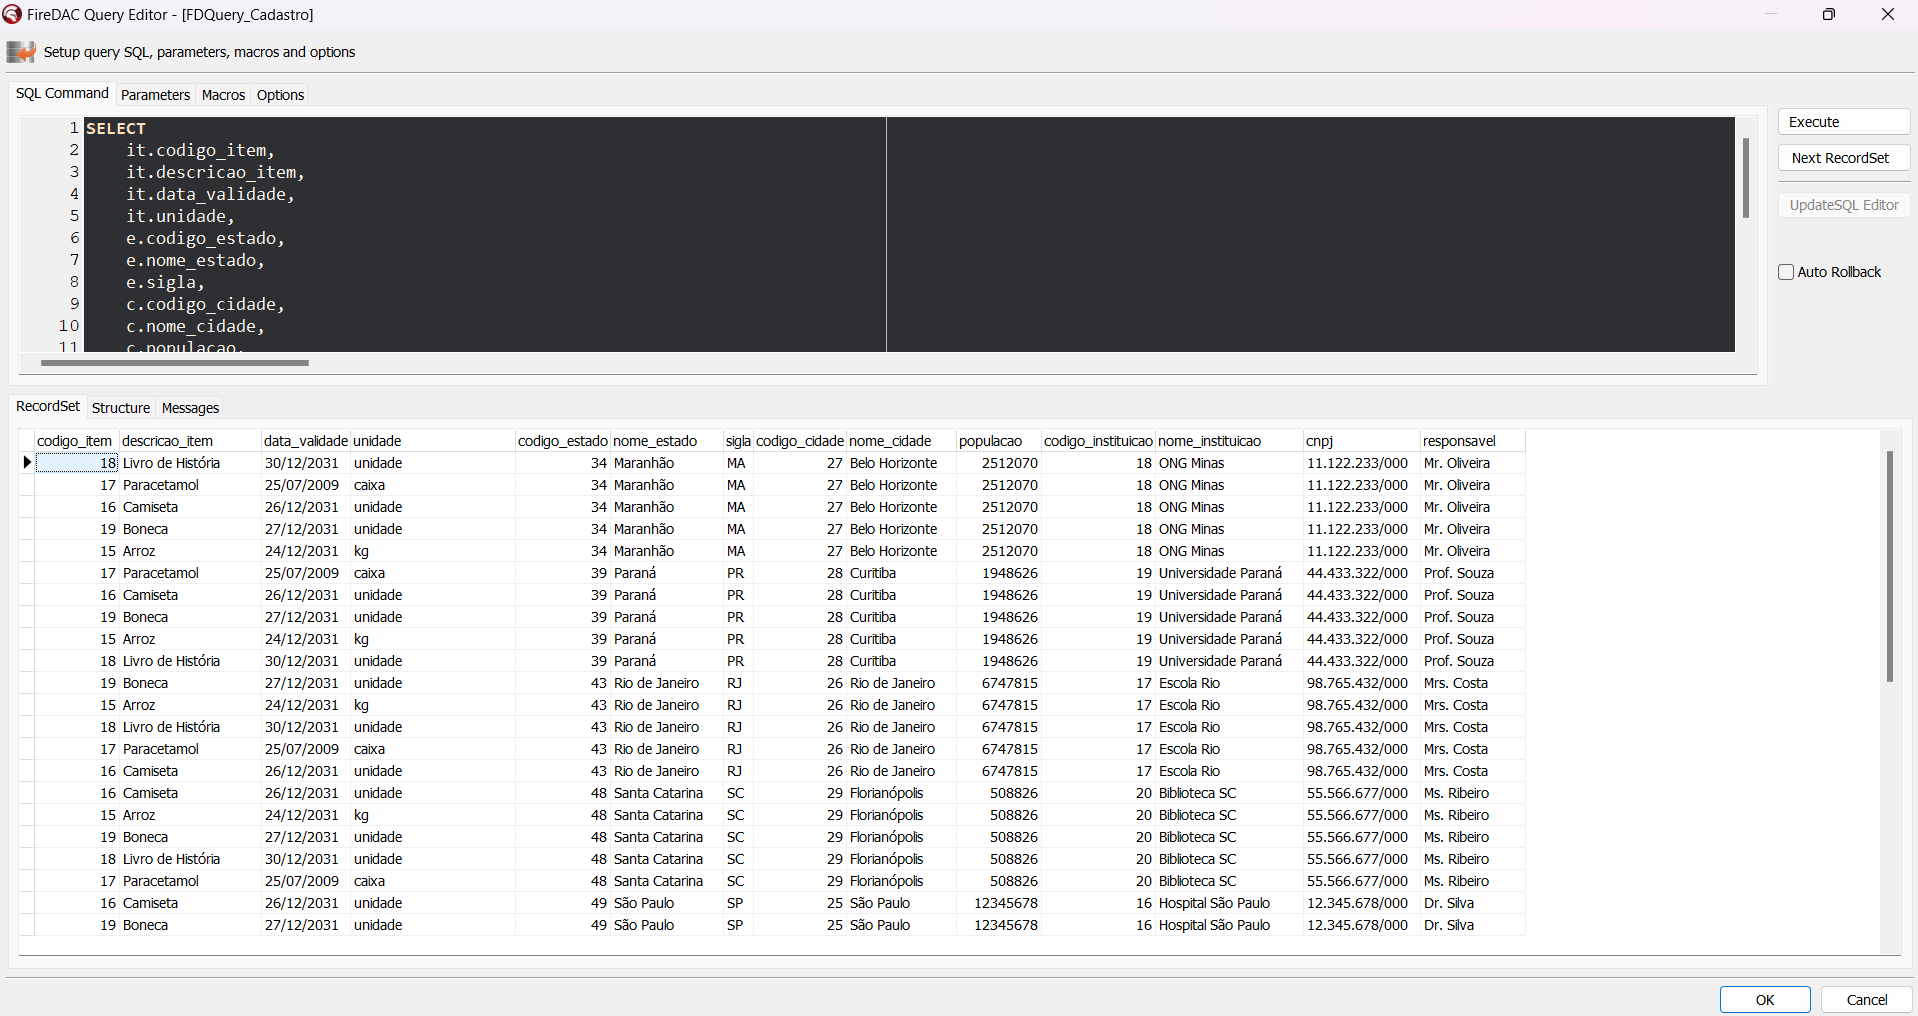 FireDAC Query Editor - [FDQuery_Cadastro]
Setup query SQL, parameters, macros and options
SQL Command Parameters Macros Options
1 SELECT
2 it.codigo_item,
3 it.descricao_item,
4 it.data_validade,
5 it.unidade,
6 e.codigo_estado,
7 e.nome_estado,
8 e.sigla,
9 c.codigo_cidade,
10 c.nome_cidade,
11 c.populacao,
Execute
Next RecordSet
UpdateSQL Editor
Auto Rollback
RecordSet Structure Messages
codigo_item descricao_item data_validade unidade codigo_estado nome_estado sigla codigo_cidade nome_cidade populacao codigo_instituicao nome_instituicao cnpj responsavel
18 Livro de História 30/12/2031 unidade 34 Maranhão MA 27 Belo Horizonte 2512070 18 ONG Minas 11.122.233/000 Mr. Oliveira
17 Paracetamol 25/07/2009 caixa 34 Maranhão MA 27 Belo Horizonte 2512070 18 ONG Minas 11.122.233/000 Mr. Oliveira
16 Camiseta 26/12/2031 unidade 34 Maranhão MA 27 Belo Horizonte 2512070 18 ONG Minas 11.122.233/000 Mr. Oliveira
19 Boneca 27/12/2031 unidade 34 Maranhão MA 27 Belo Horizonte 2512070 18 ONG Minas 11.122.233/000 Mr. Oliveira
15 Arroz 24/12/2031 kg 34 Maranhão MA 27 Belo Horizonte 2512070 18 ONG Minas 11.122.233/000 Mr. Oliveira
17 Paracetamol 25/07/2009 caixa 39 Paraná PR 28 Curitiba 1948626 19 Universidade Paraná 44.433.322/000 Prof. Souza
16 Camiseta 26/12/2031 unidade 39 Paraná PR 28 Curitiba 1948626 19 Universidade Paraná 44.433.322/000 Prof. Souza
19 Boneca 27/12/2031 unidade 39 Paraná PR 28 Curitiba 1948626 19 Universidade Paraná 44.433.322/000 Prof. Souza
15 Arroz 24/12/2031 kg 39 Paraná PR 28 Curitiba 1948626 19 Universidade Paraná 44.433.322/000 Prof. Souza
18 Livro de História 30/12/2031 unidade 39 Paraná PR 28 Curitiba 1948626 19 Universidade Paraná 44.433.322/000 Prof. Souza
19 Boneca 27/12/2031 unidade 43 Rio de Janeiro RJ 26 Rio de Janeiro 6747815 17 Escola Rio 98.765.432/000 Mrs. Costa
15 Arroz 24/12/2031 kg 43 Rio de Janeiro RJ 26 Rio de Janeiro 6747815 17 Escola Rio 98.765.432/000 Mrs. Costa
18 Livro de História 30/12/2031 unidade 43 Rio de Janeiro RJ 26 Rio de Janeiro 6747815 17 Escola Rio 98.765.432/000 Mrs. Costa
17 Paracetamol 25/07/2009 caixa 43 Rio de Janeiro RJ 26 Rio de Janeiro 6747815 17 Escola Rio 98.765.432/000 Mrs. Costa
16 Camiseta 26/12/2031 unidade 43 Rio de Janeiro RJ 26 Rio de Janeiro 6747815 17 Escola Rio 98.765.432/000 Mrs. Costa
16 Camiseta 26/12/2031 unidade 48 Santa Catarina SC 29 Florianópolis 508826 20 Biblioteca SC 55.566.677/000 Ms. Ribeiro
15 Arroz 24/12/2031 kg 48 Santa Catarina SC 29 Florianópolis 508826 20 Biblioteca SC 55.566.677/000 Ms. Ribeiro
19 Boneca 27/12/2031 unidade 48 Santa Catarina SC 29 Florianópolis 508826 20 Biblioteca SC 55.566.677/000 Ms. Ribeiro
18 Livro de História 30/12/2031 unidade 48 Santa Catarina SC 29 Florianópolis 508826 20 Biblioteca SC 55.566.677/000 Ms. Ribeiro
17 Paracetamol 25/07/2009 caixa 48 Santa Catarina SC 29 Florianópolis 508826 20 Biblioteca SC 55.566.677/000 Ms. Ribeiro
16 Camiseta 26/12/2031 unidade 49 São Paulo SP 25 São Paulo 12345678 16 Hospital São Paulo 12.345.678/000 Dr. Silva
19 Boneca 27/12/2031 unidade 49 São Paulo SP 25 São Paulo 12345678 16 Hospital São Paulo 12.345.678/000 Dr. Silva
OK Cancel